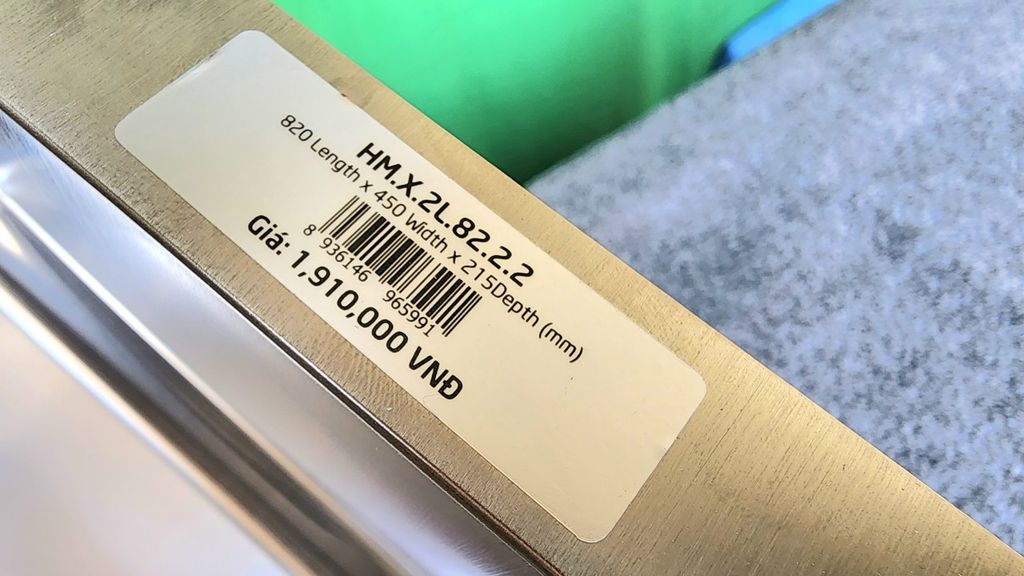 HM.X.2L.82.2.2
820 Length x 450 Width x 215Depth (mm)
8 936146 965991
Giá: 1,910,000 VNĐ